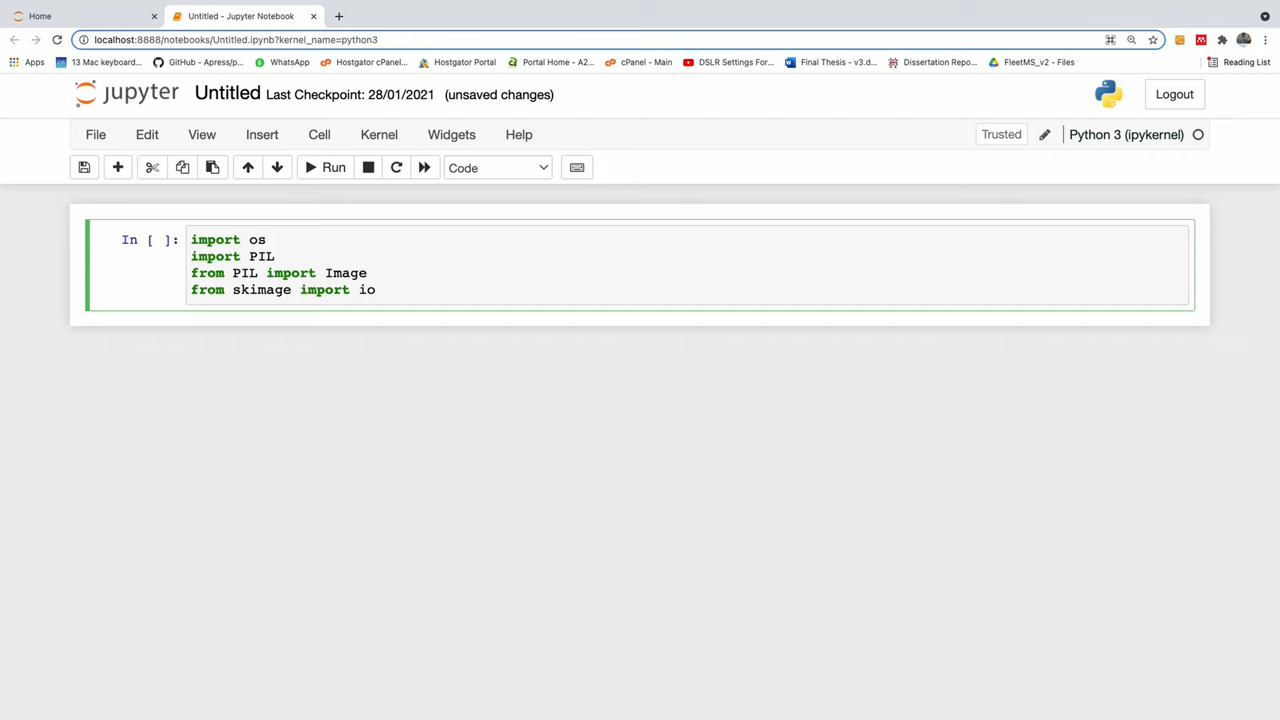 Home
Untitled - Jupyter Notebook
localhost:8888/notebooks/Untitled.ipynb?kernel_name=python3
Apps 13 Mac keyboard... GitHub - Apress/p... WhatsApp Hostgator cPanel... Hostgator Portal Portal Home - A2... cPanel - Main DSLR Settings For... Final Thesis - v3.d... Dissertation Repo... FleetMS_v2 - Files Reading List
jupyter Untitled Last Checkpoint: 28/01/2021 (unsaved changes) Logout
File Edit View Insert Cell Kernel Widgets Help Trusted Python 3 (ipykernel)
Run Code
In [ ]: import os
import PIL
from PIL import Image
from skimage import io